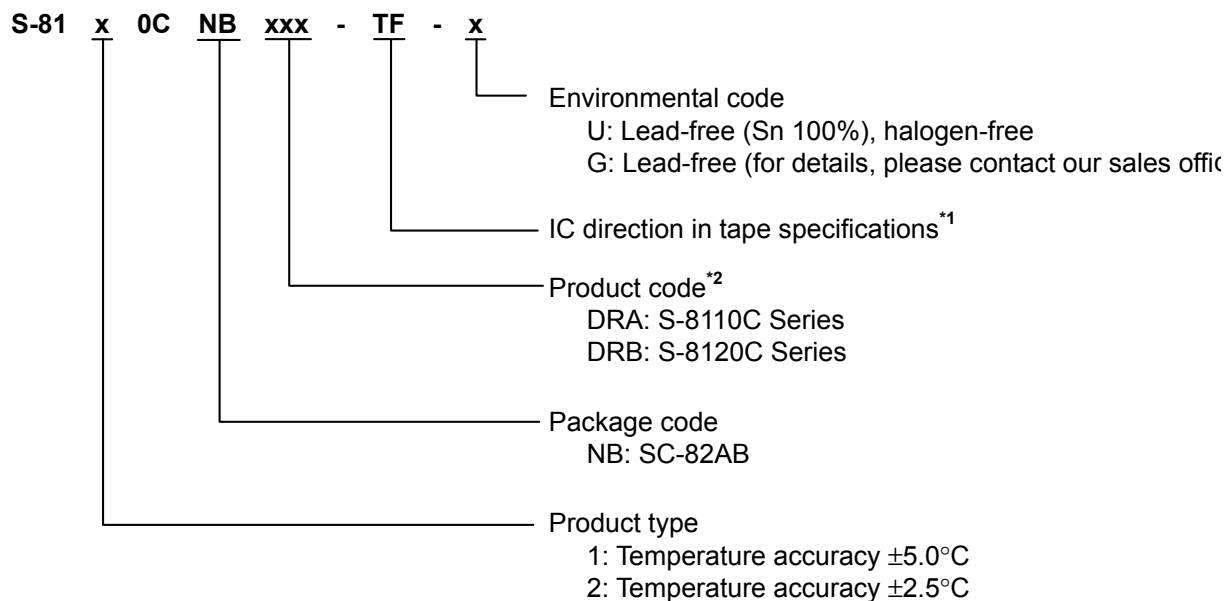 S-81 x 0C NB xxx - TF - x
Environmental code
U: Lead-free (Sn 100%), halogen-free
G: Lead-free (for details, please contact our sales
IC direction in tape specifications*1
Product code*2
DRA: S-8110C Series
DRB: S-8120C Series
Package code
NB: SC-82AB
Product type
1: Temperature accuracy ±5.0°C
2: Temperature accuracy ±2.5°C